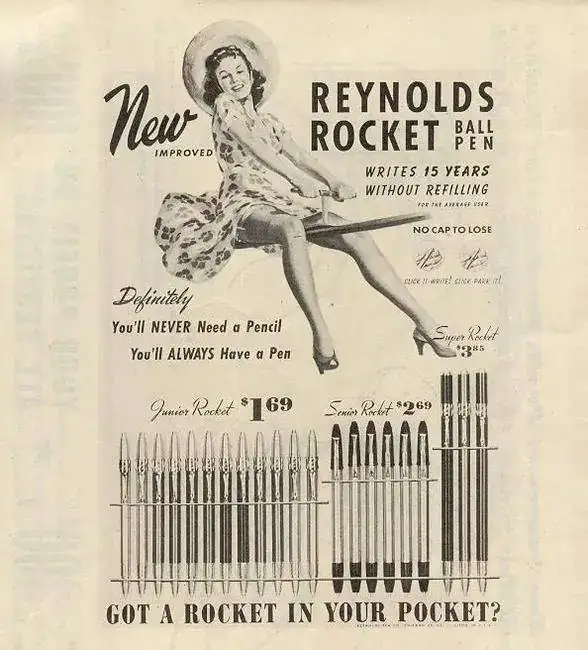 New
IMPROVED
REYNOLDS
ROCKET BALL PEN
WRITES 15 YEARS
WITHOUT REFILLING
FOR THE AVERAGE USER
NO CAP TO LOSE
CLICK IT-WRITE! CLICK PARK IT!
Definitely
You'll NEVER Need a Pencil
You'll ALWAYS Have a Pen
Super Rocket
$3.85
Junior Rocket $1.69
Senior Rocket $2.69
GOT A ROCKET IN YOUR POCKET?